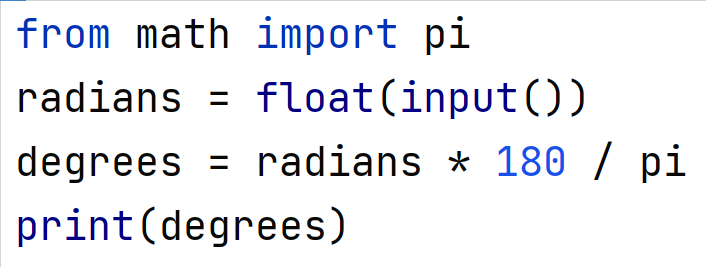 from math import pi
radians = float(input())
degrees = radians * 180 / pi
print(degrees)